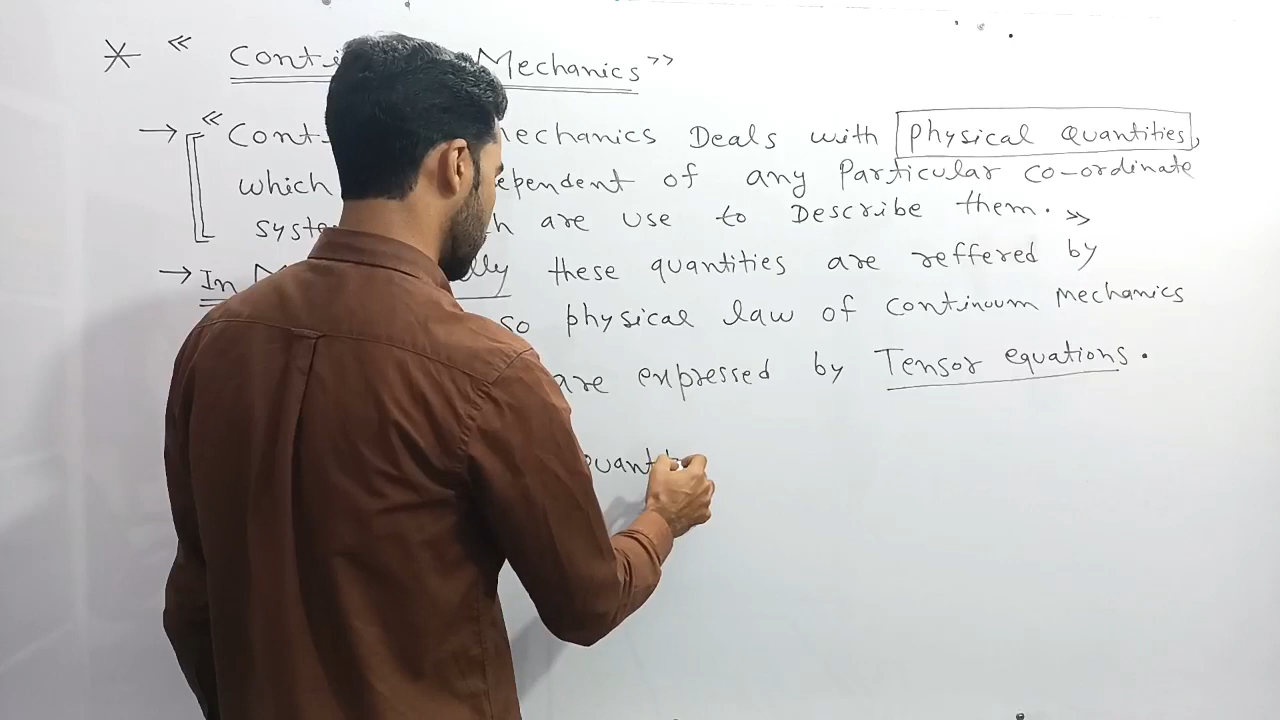 * " Conti Mechanics "
→ " Cont echanics Deals with physical Quantities,
which ependent of any Particular co-ordinate
syste h are use to Describe them. "
→ In lly these quantities are reffered by
so physical law of continuum Mechanics
are expressed by Tensor equations.
quanti